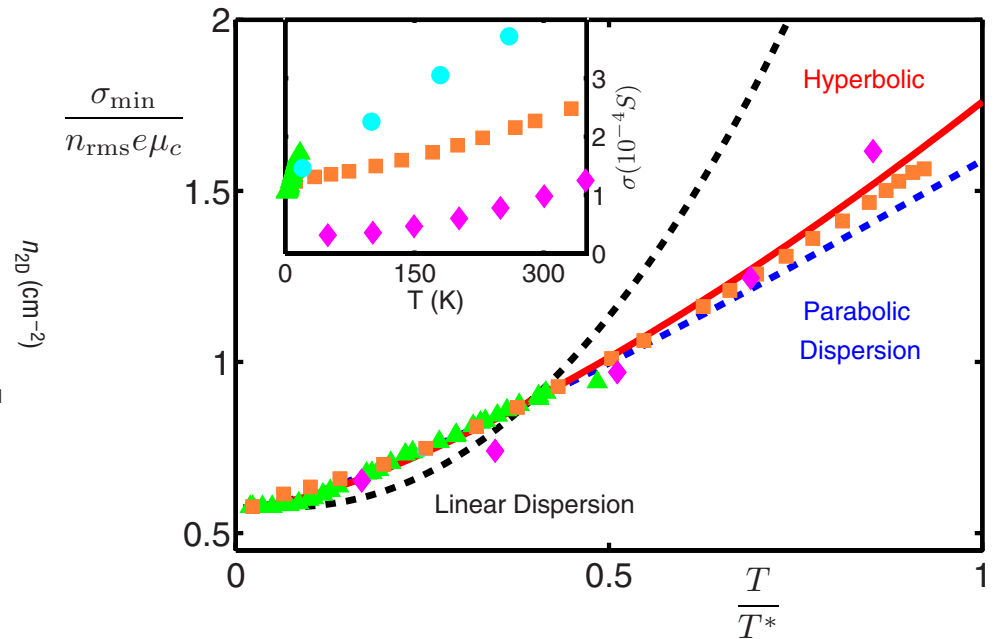 2
σ_min
n_rms e μ_c
1.5
1
0.5
n_2D (cm⁻²)
0
0.5
1
T
T*
Hyperbolic
Parabolic
Dispersion
Linear Dispersion
3
2
1
0
σ(10⁻⁴S)
0
150
300
T (K)